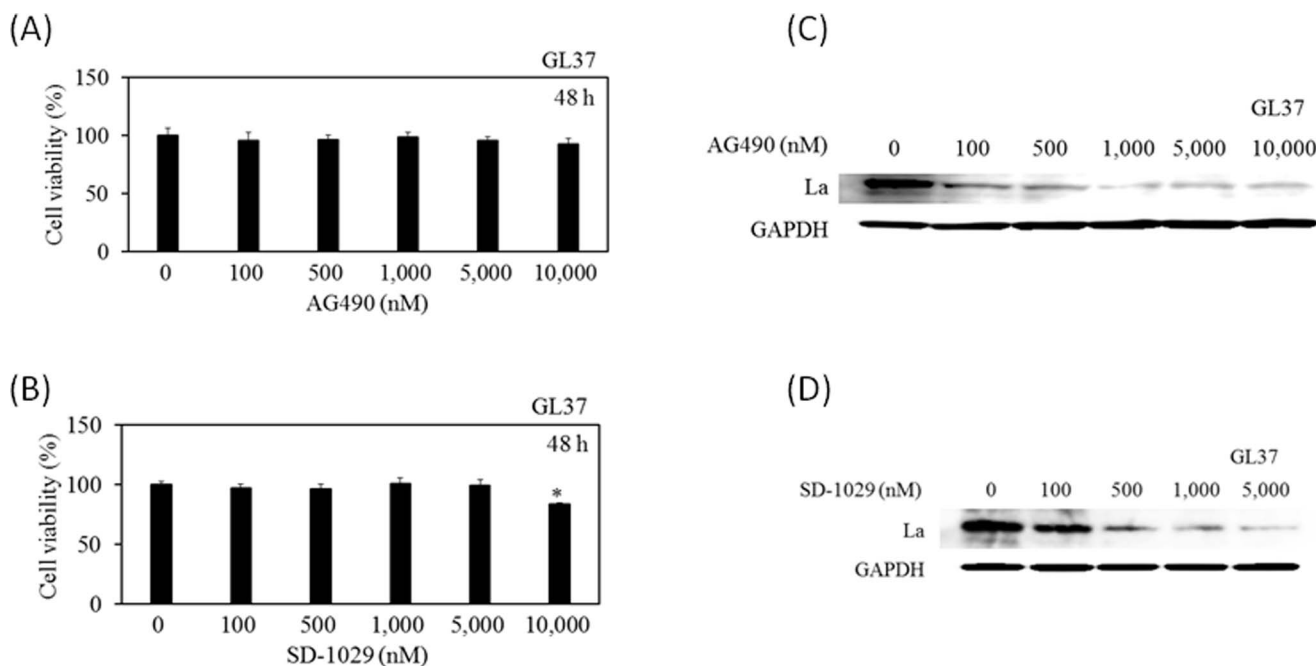 (A)
GL37
48 h
Cell viability (%)
150
100
50
0
0 100 500 1,000 5,000 10,000
AG490 (nM)
(B)
GL37
48 h
Cell viability (%)
150
100
50
0
*
0 100 500 1,000 5,000 10,000
SD-1029 (nM)
(C)
GL37
AG490 (nM) 0 100 500 1,000 5,000 10,000
La
GAPDH
(D)
GL37
SD-1029 (nM) 0 100 500 1,000 5,000
La
GAPDH